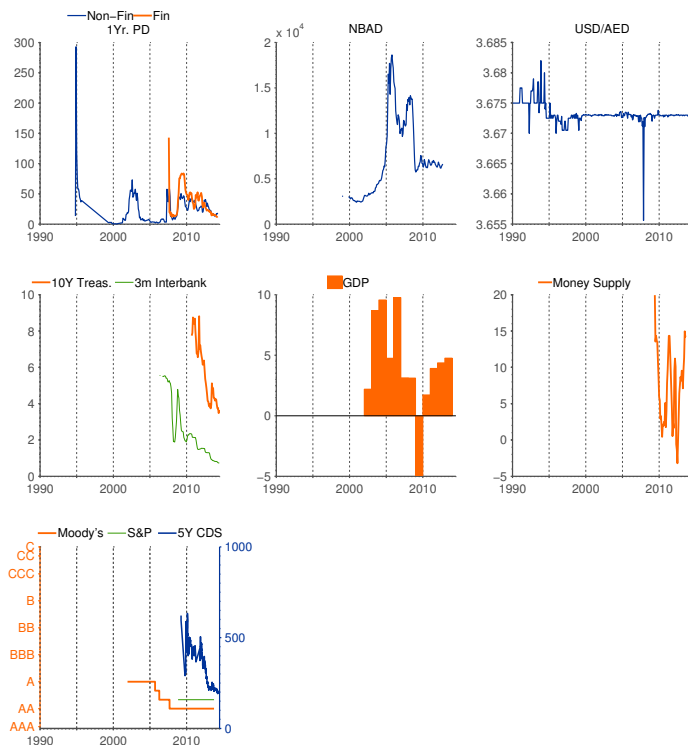 Non−Fin Fin
1Yr. PD
300
250
200
150
100
50
0
1990 2000 2010
x 10^4 NBAD
2
1.5
1
0.5
0
1990 2000 2010
USD/AED
3.685
3.68
3.675
3.67
3.665
3.66
3.655
1990 2000 2010
10Y Treas. 3m Interbank
10
8
6
4
2
0
1990 2000 2010
GDP
10
5
0
−5
1990 2000 2010
Money Supply
20
15
10
5
0
−5
1990 2000 2010
Moody's S&P 5Y CDS
C 1000
CC
CCC
B
BB 500
BBB
A
AA
AAA 0
1990 2000 2010